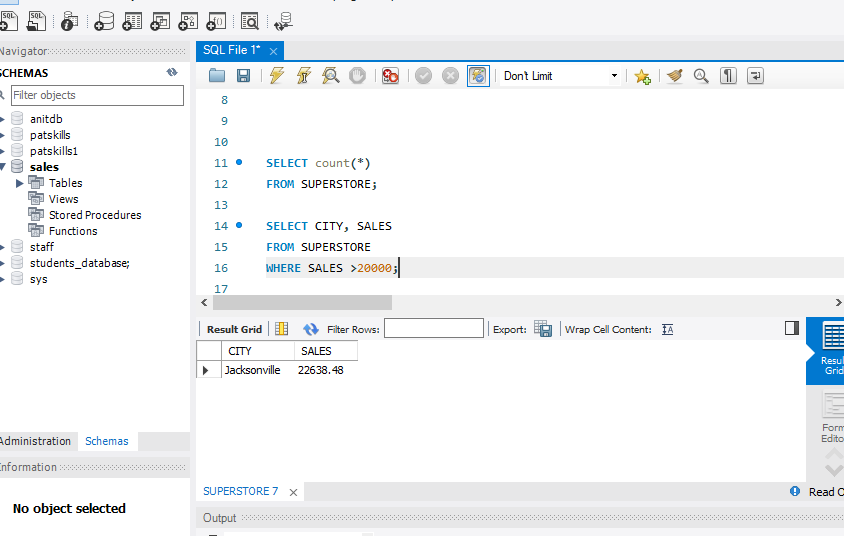 Navigator
SCHEMAS
Filter objects
anitdb
patskills
patskills1
sales
Tables
Views
Stored Procedures
Functions
staff
students_database;
sys
Administration Schemas
Information
No object selected
SQL File 1* ×
Don't Limit
8
9
10
11 SELECT count(*)
12 FROM SUPERSTORE;
13
14 SELECT CITY, SALES
15 FROM SUPERSTORE
16 WHERE SALES >20000;
17
Result Grid Filter Rows: Export: Wrap Cell Content:
CITY SALES
Jacksonville 22638.48
Resul
Grid
Form
Edito
SUPERSTORE 7 ×
Read O
Output